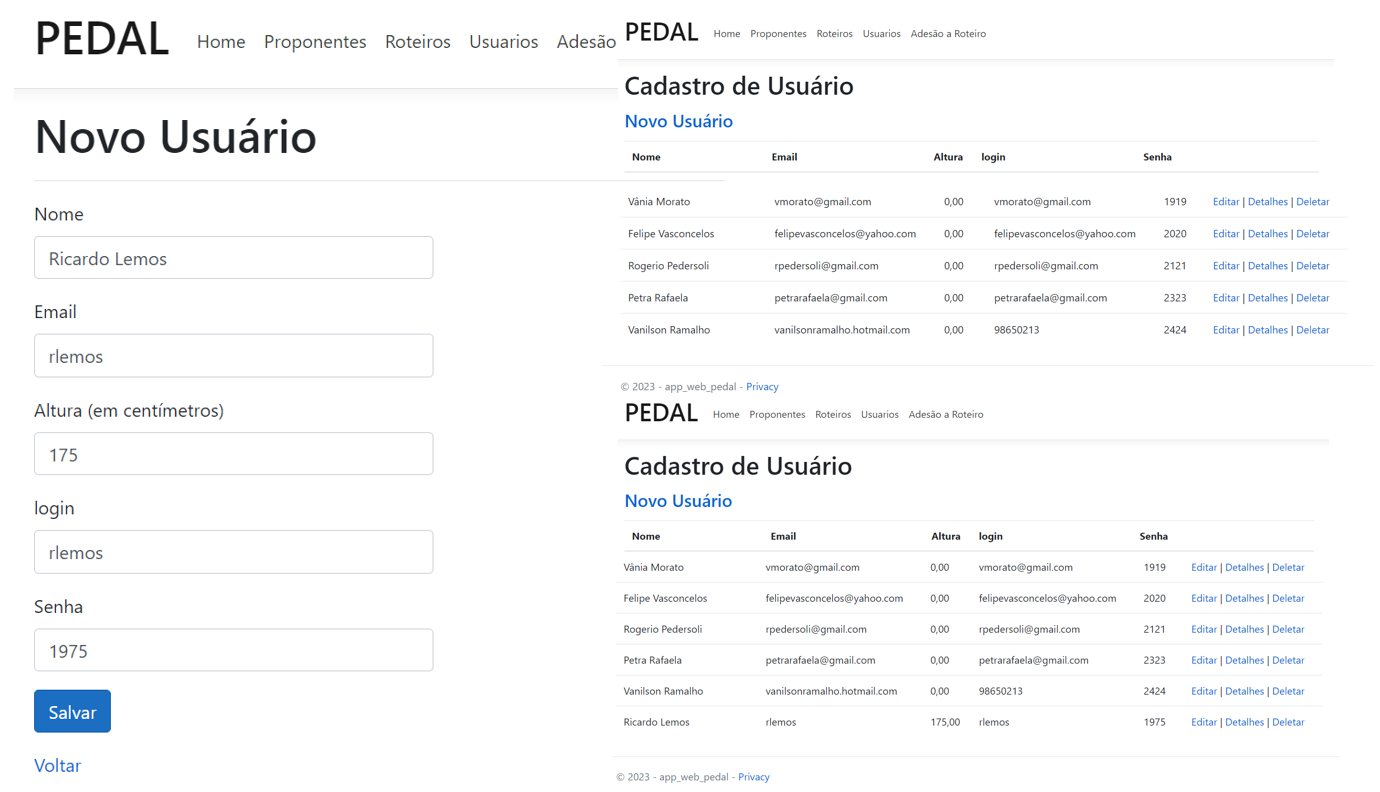 PEDAL Home Proponentes Roteiros Usuarios Adesão
Novo Usuário
Nome
Ricardo Lemos
Email
rlemos
Altura (em centímetros)
175
login
rlemos
Senha
1975
Salvar
Voltar
PEDAL Home Proponentes Roteiros Usuarios Adesão a Roteiro
Cadastro de Usuário
Novo Usuário
Nome Email Altura login Senha
Vânia Morato vmorato@gmail.com 0,00 vmorato@gmail.com 1919 Editar | Detalhes | Deletar
Felipe Vasconcelos felipevasconcelos@yahoo.com 0,00 felipevasconcelos@yahoo.com 2020 Editar | Detalhes | Deletar
Rogerio Pedersoli rpedersoli@gmail.com 0,00 rpedersoli@gmail.com 2121 Editar | Detalhes | Deletar
Petra Rafaela petrarafaela@gmail.com 0,00 petrarafaela@gmail.com 2323 Editar | Detalhes | Deletar
Vanilson Ramalho vanilsonramalho.hotmail.com 0,00 98650213 2424 Editar | Detalhes | Deletar
© 2023 - app_web_pedal - Privacy
PEDAL Home Proponentes Roteiros Usuarios Adesão a Roteiro
Cadastro de Usuário
Novo Usuário
Nome Email Altura login Senha
Vânia Morato vmorato@gmail.com 0,00 vmorato@gmail.com 1919 Editar | Detalhes | Deletar
Felipe Vasconcelos felipevasconcelos@yahoo.com 0,00 felipevasconcelos@yahoo.com 2020 Editar | Detalhes | Deletar
Rogerio Pedersoli rpedersoli@gmail.com 0,00 rpedersoli@gmail.com 2121 Editar | Detalhes | Deletar
Petra Rafaela petrarafaela@gmail.com 0,00 petrarafaela@gmail.com 2323 Editar | Detalhes | Deletar
Vanilson Ramalho vanilsonramalho.hotmail.com 0,00 98650213 2424 Editar | Detalhes | Deletar
Ricardo Lemos rlemos 175,00 rlemos 1975 Editar | Detalhes | Deletar
© 2023 - app_web_pedal - Privacy